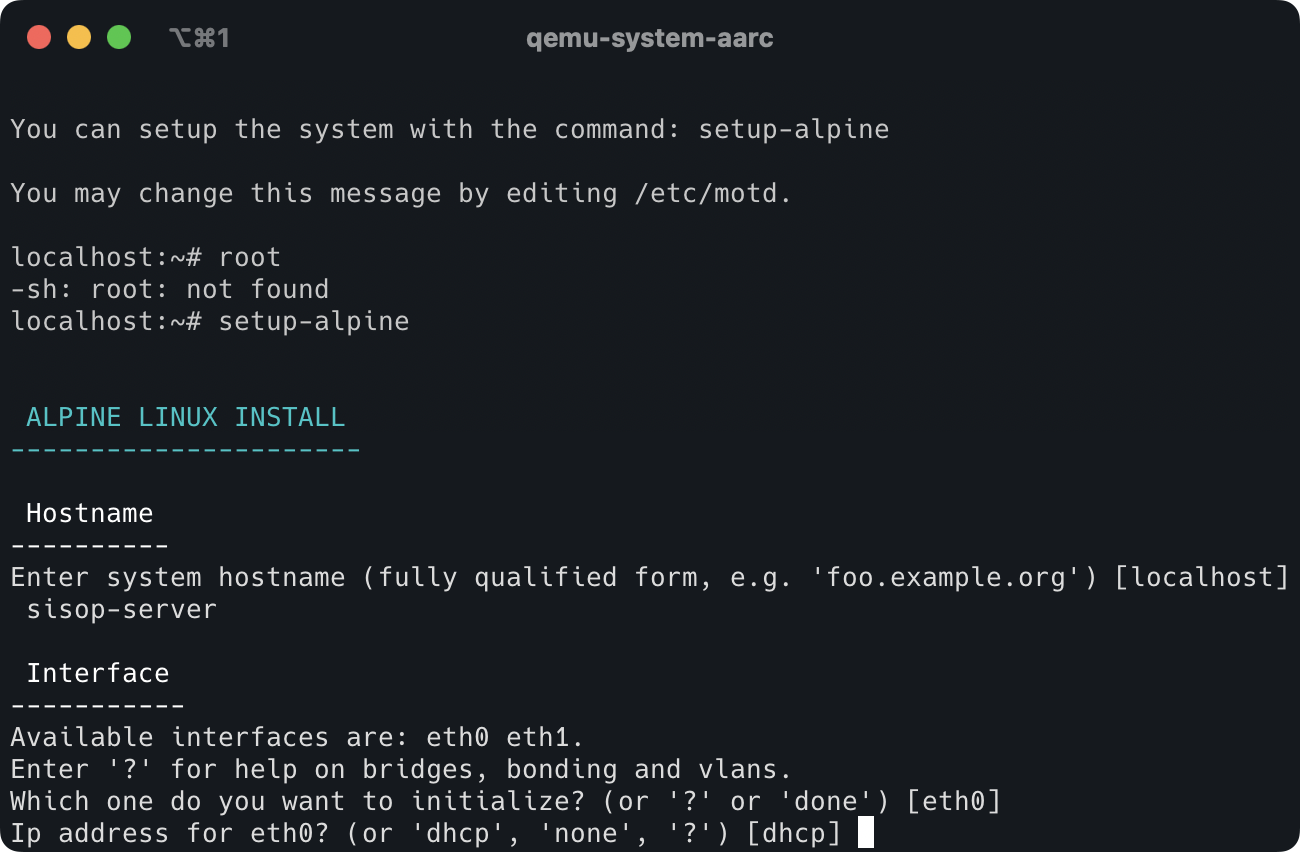 ⌥⌘1
qemu-system-aarc
You can setup the system with the command: setup-alpine
You may change this message by editing /etc/motd.
localhost:~# root
-sh: root: not found
localhost:~# setup-alpine
ALPINE LINUX INSTALL
----------------------
Hostname
----------
Enter system hostname (fully qualified form, e.g. 'foo.example.org') [localhost]
sisop-server
Interface
-----------
Available interfaces are: eth0 eth1.
Enter '?' for help on bridges, bonding and vlans.
Which one do you want to initialize? (or '?' or 'done') [eth0]
Ip address for eth0? (or 'dhcp', 'none', '?') [dhcp]